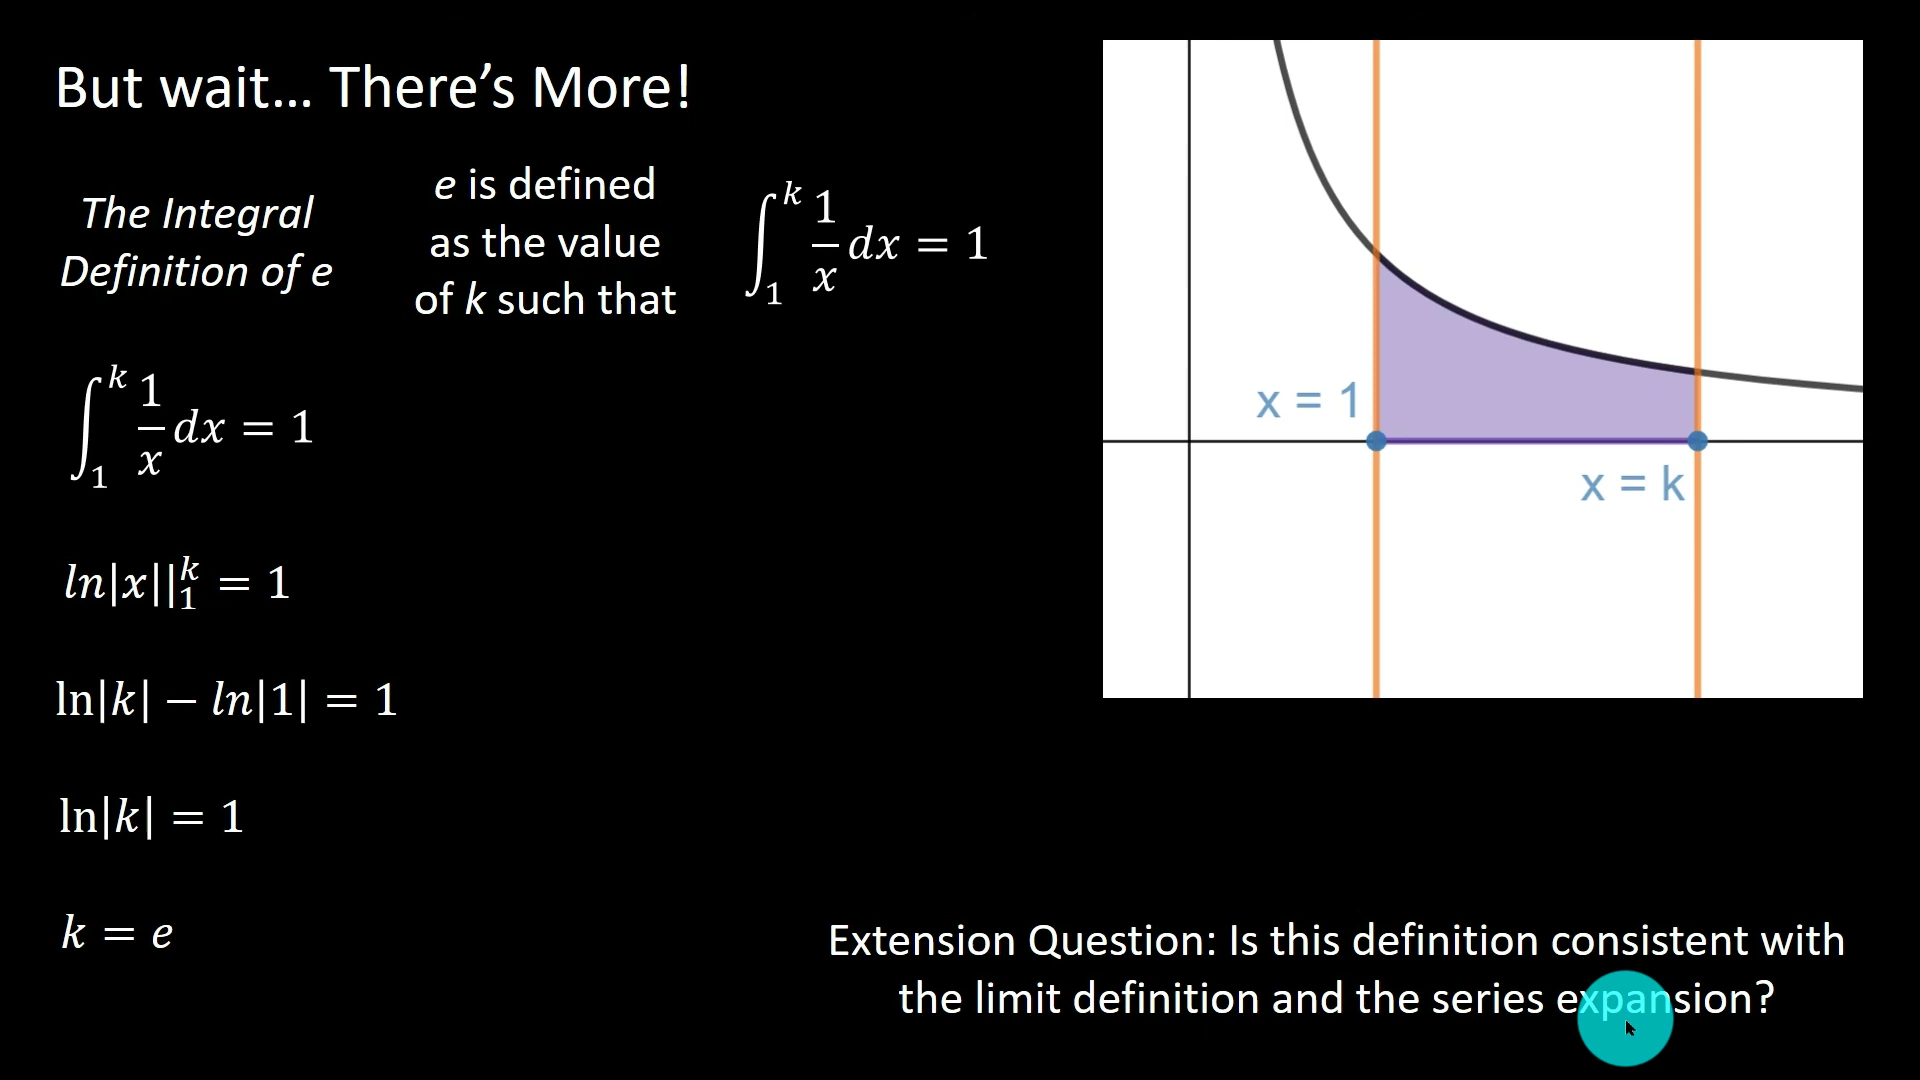 But wait... There's More!
The Integral
Definition of e
e is defined
as the value
of k such that
∫₁ᵏ 1/x dx = 1
∫₁ᵏ 1/x dx = 1
ln|x||₁ᵏ = 1
ln|k| − ln|1| = 1
ln|k| = 1
k = e
x = 1
x = k
Extension Question: Is this definition consistent with
the limit definition and the series expansion?